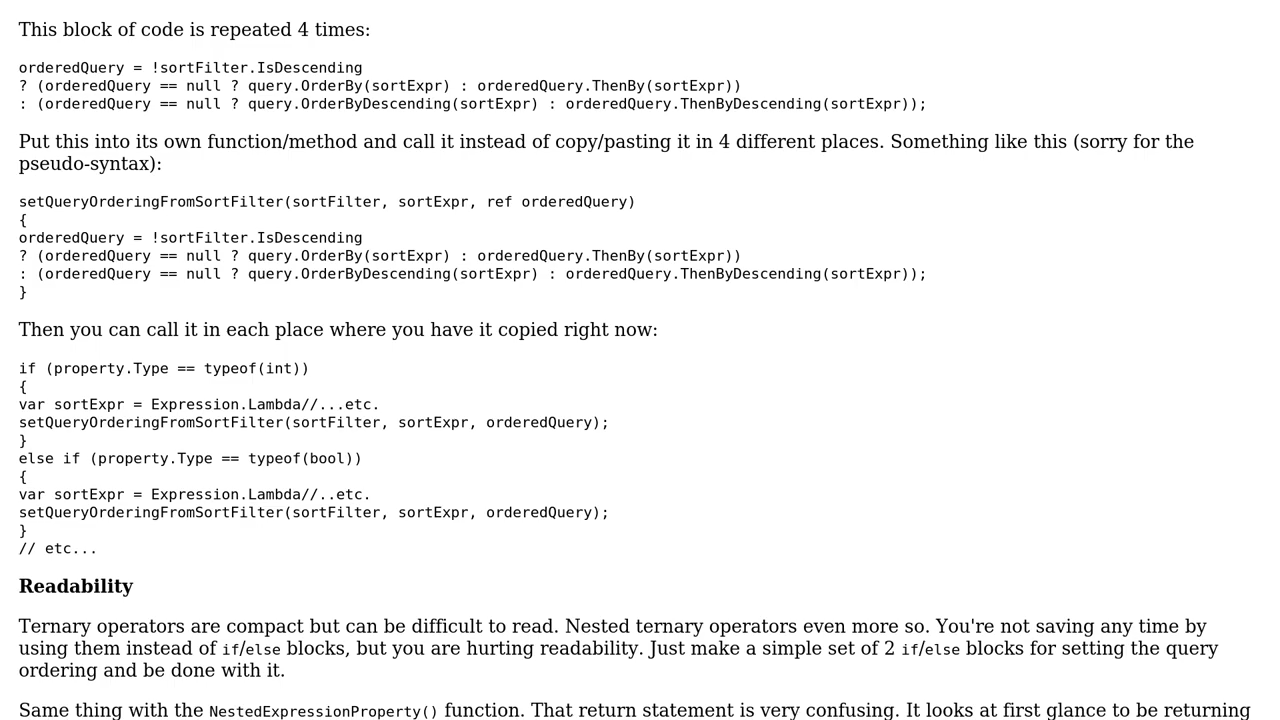 This block of code is repeated 4 times:
orderedQuery = !sortFilter.IsDescending
? (orderedQuery == null ? query.OrderBy(sortExpr) : orderedQuery.ThenBy(sortExpr))
: (orderedQuery == null ? query.OrderByDescending(sortExpr) : orderedQuery.ThenByDescending(sortExpr));
Put this into its own function/method and call it instead of copy/pasting it in 4 different places. Something like this (sorry for the
pseudo-syntax):
setQueryOrderingFromSortFilter(sortFilter, sortExpr, ref orderedQuery)
{
orderedQuery = !sortFilter.IsDescending
? (orderedQuery == null ? query.OrderBy(sortExpr) : orderedQuery.ThenBy(sortExpr))
: (orderedQuery == null ? query.OrderByDescending(sortExpr) : orderedQuery.ThenByDescending(sortExpr));
}
Then you can call it in each place where you have it copied right now:
if (property.Type == typeof(int))
{
var sortExpr = Expression.Lambda//...etc.
setQueryOrderingFromSortFilter(sortFilter, sortExpr, orderedQuery);
}
else if (property.Type == typeof(bool))
{
var sortExpr = Expression.Lambda//..etc.
setQueryOrderingFromSortFilter(sortFilter, sortExpr, orderedQuery);
}
// etc...
Readability
Ternary operators are compact but can be difficult to read. Nested ternary operators even more so. You're not saving any time by
using them instead of if/else blocks, but you are hurting readability. Just make a simple set of 2 if/else blocks for setting the query
ordering and be done with it.
Same thing with the NestedExpressionProperty() function. That return statement is very confusing. It looks at first glance to be returning